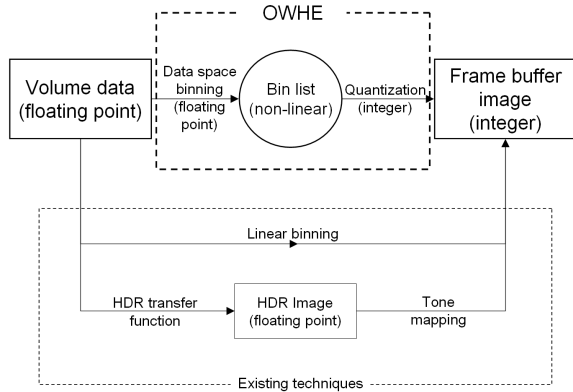 OWHE
Volume data
(floating point)
Data space
binning
(floating
point)
Bin list
(non-linear)
Quantization
(integer)
Frame buffer
image
(integer)
Linear binning
HDR transfer
function
HDR Image
(floating point)
Tone
mapping
Existing techniques